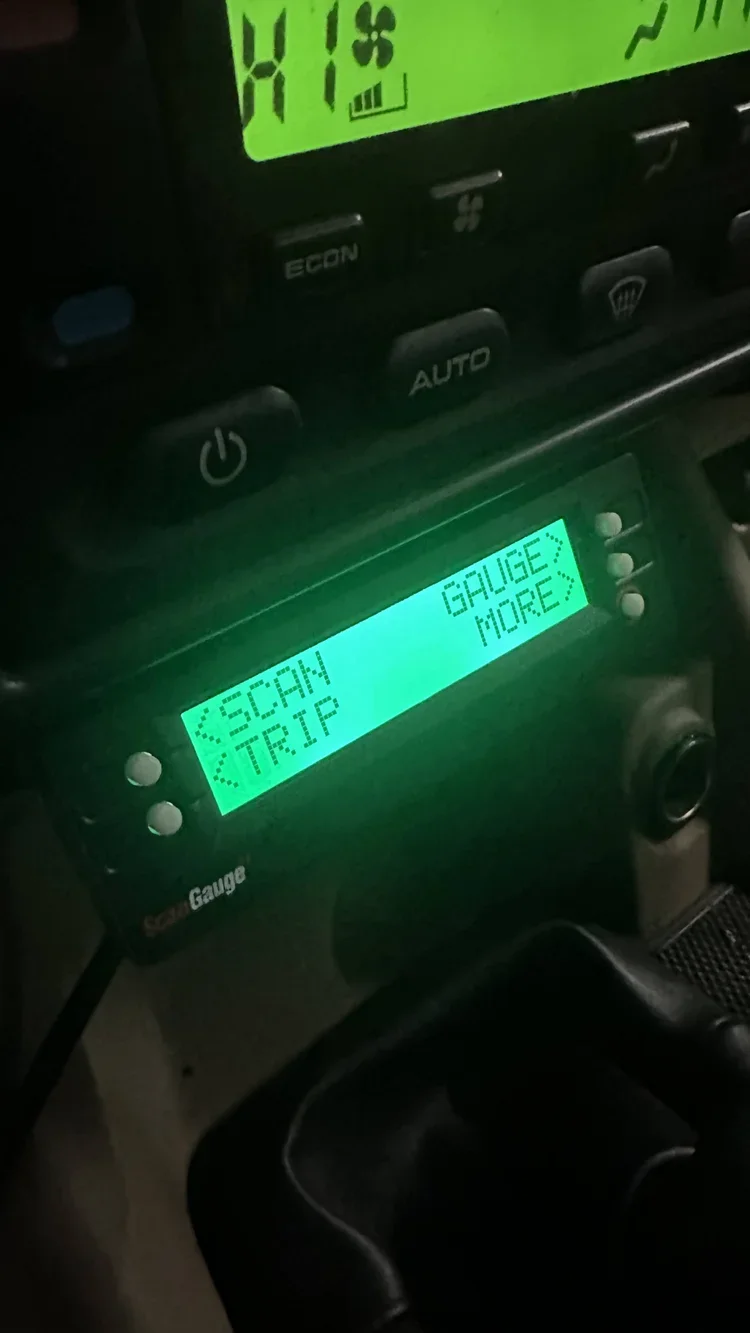 HI
ECON
AUTO
GAUGE>
MORE>
<SCAN
<TRIP
ScanGauge